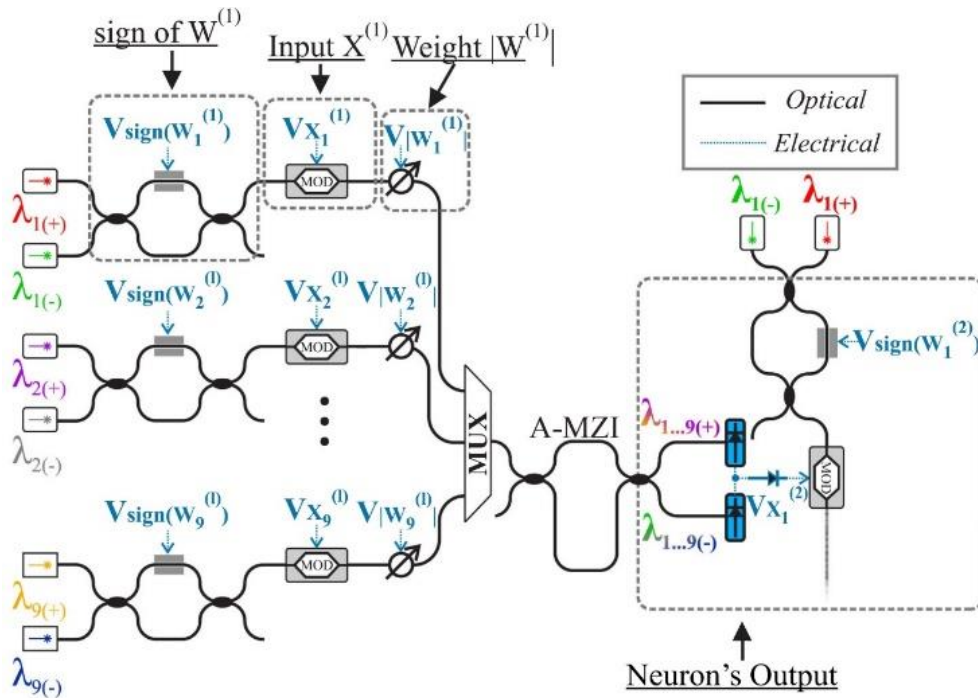 sign of W^(1)
Input X^(1)
Weight |W^(1)|
Vsign(W₁^(1))
VX₁^(1)
V|W₁^(1)|
MOD
λ1(+)
λ1(-)
Vsign(W₂^(l))
VX₂^(l)
V|W₂^(l)|
MOD
λ2(+)
λ2(-)
Vsign(W₉^(l))
VX₉^(l)
V|W₉^(l)|
MOD
λ9(+)
λ9(-)
MUX
A-MZI
Optical
Electrical
λ1(-)
λ1(+)
Vsign(W₁^(2))
λ1...9(+)
VX₁^(2)
MOD
λ1...9(-)
Neuron's Output